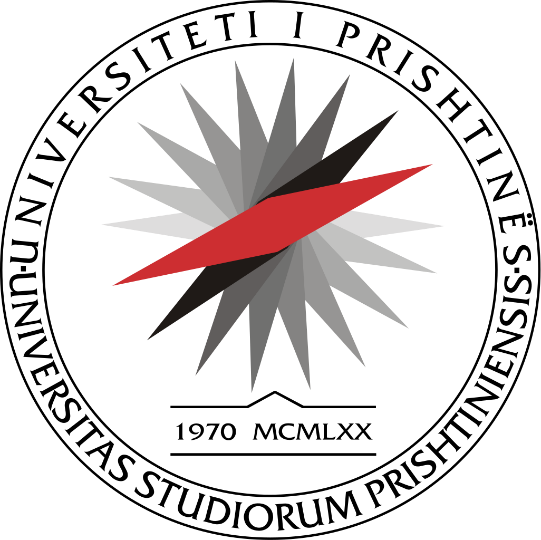 UNIVERSITETI I PRISHTINËS
1970 MCMLXX
UNIVERSITAS STUDIORUM PRISHTINIENSIS